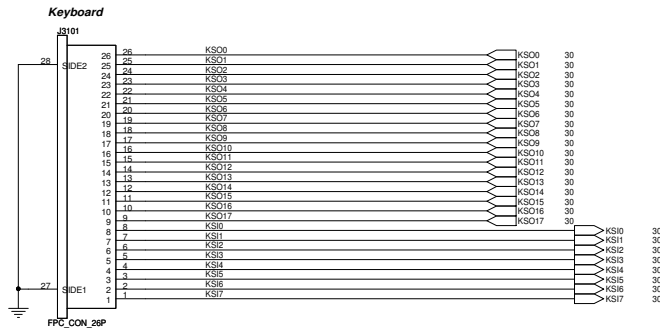 Keyboard
J3101
26 26 KSO0 KSO0 30
28 SIDE2 25 25 KSO1 KSO1 30
24 24 KSO2 KSO2 30
23 23 KSO3 KSO3 30
22 22 KSO4 KSO4 30
21 21 KSO5 KSO5 30
20 20 KSO6 KSO6 30
19 19 KSO7 KSO7 30
18 18 KSO8 KSO8 30
17 17 KSO9 KSO9 30
16 16 KSO10 KSO10 30
15 15 KSO11 KSO11 30
14 14 KSO12 KSO12 30
13 13 KSO13 KSO13 30
12 12 KSO14 KSO14 30
11 11 KSO15 KSO15 30
10 10 KSO16 KSO16 30
9 9 KSO17 KSO17 30
8 8 KSI0 KSI0 30
7 7 KSI1 KSI1 30
6 6 KSI2 KSI2 30
5 5 KSI3 KSI3 30
4 4 KSI4 KSI4 30
3 3 KSI5 KSI5 30
27 SIDE1 2 2 KSI6 KSI6 30
1 1 KSI7 KSI7 30
FPC_CON_26P